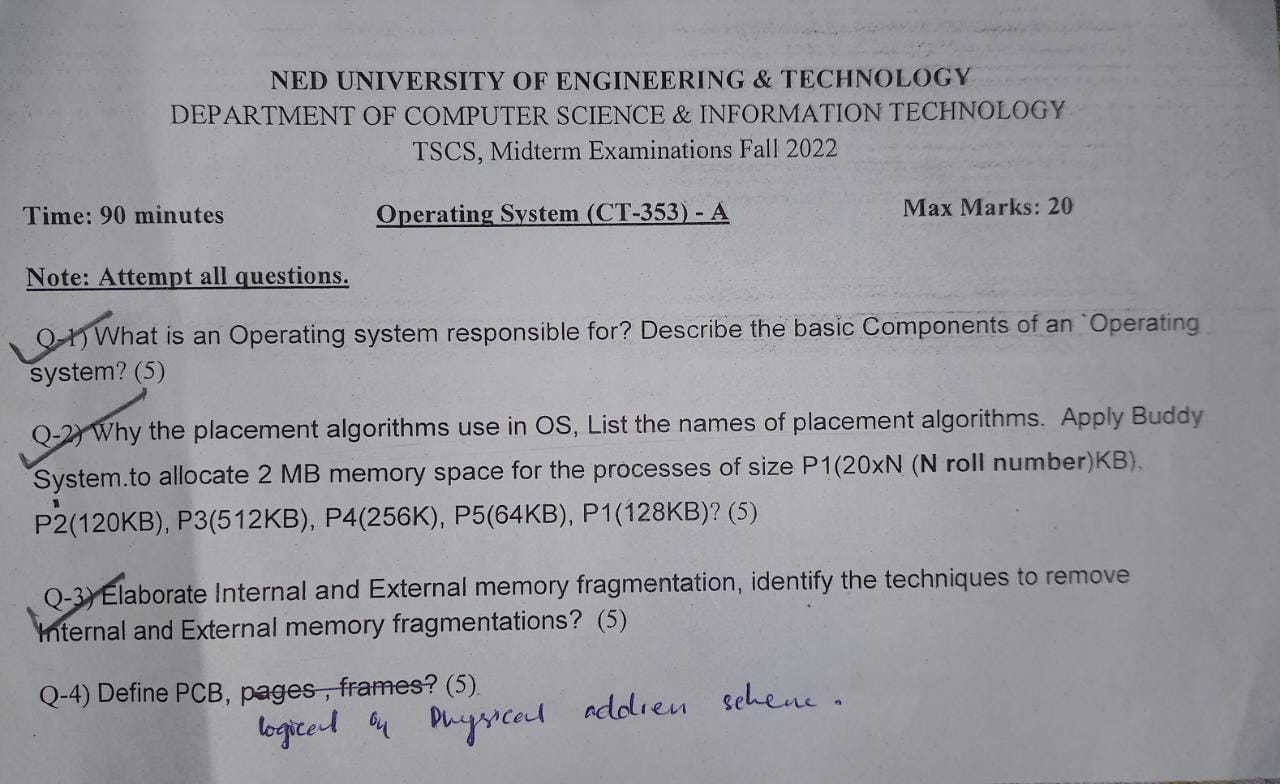 NED UNIVERSITY OF ENGINEERING & TECHNOLOGY
DEPARTMENT OF COMPUTER SCIENCE & INFORMATION TECHNOLOGY
TSCS, Midterm Examinations Fall 2022
Time: 90 minutes Operating System (CT-353) - A Max Marks: 20
Note: Attempt all questions.
Q-1) What is an Operating system responsible for? Describe the basic Components of an `Operating
system? (5)
Q-2) Why the placement algorithms use in OS, List the names of placement algorithms. Apply Buddy
System.to allocate 2 MB memory space for the processes of size P1(20xN (N roll number)KB).
P2(120KB), P3(512KB), P4(256K), P5(64KB), P1(128KB)? (5)
Q-3) Elaborate Internal and External memory fragmentation, identify the techniques to remove
Internal and External memory fragmentations? (5)
Q-4) Define PCB, pages , frames? (5).
logical Physical scheme.